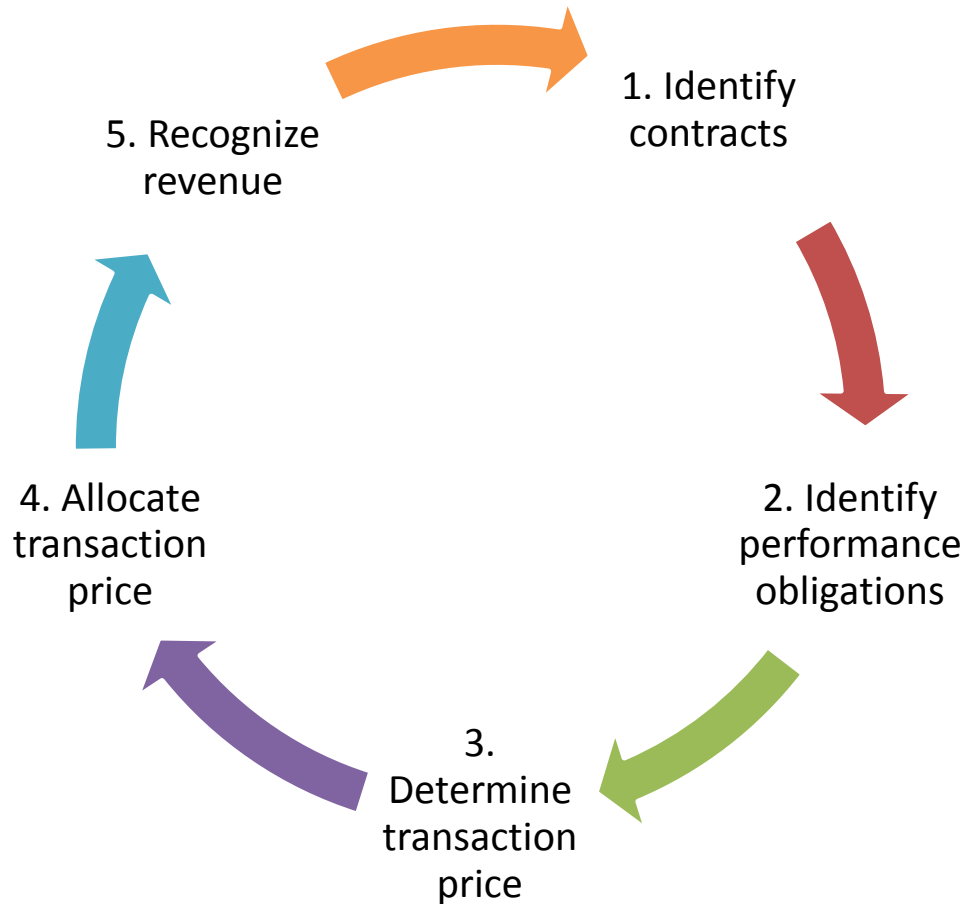 1. Identify
contracts
2. Identify
performance
obligations
3.
Determine
transaction
price
4. Allocate
transaction
price
5. Recognize
revenue